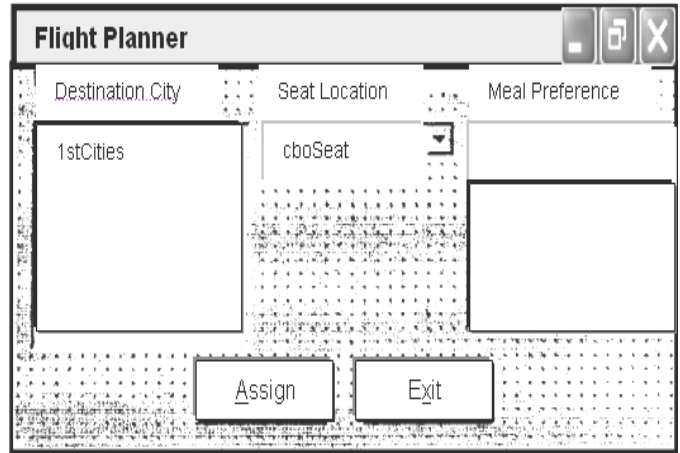 Flight Planner
Destination City Seat Location Meal Preference
1stCities cboSeat
Assign Exit